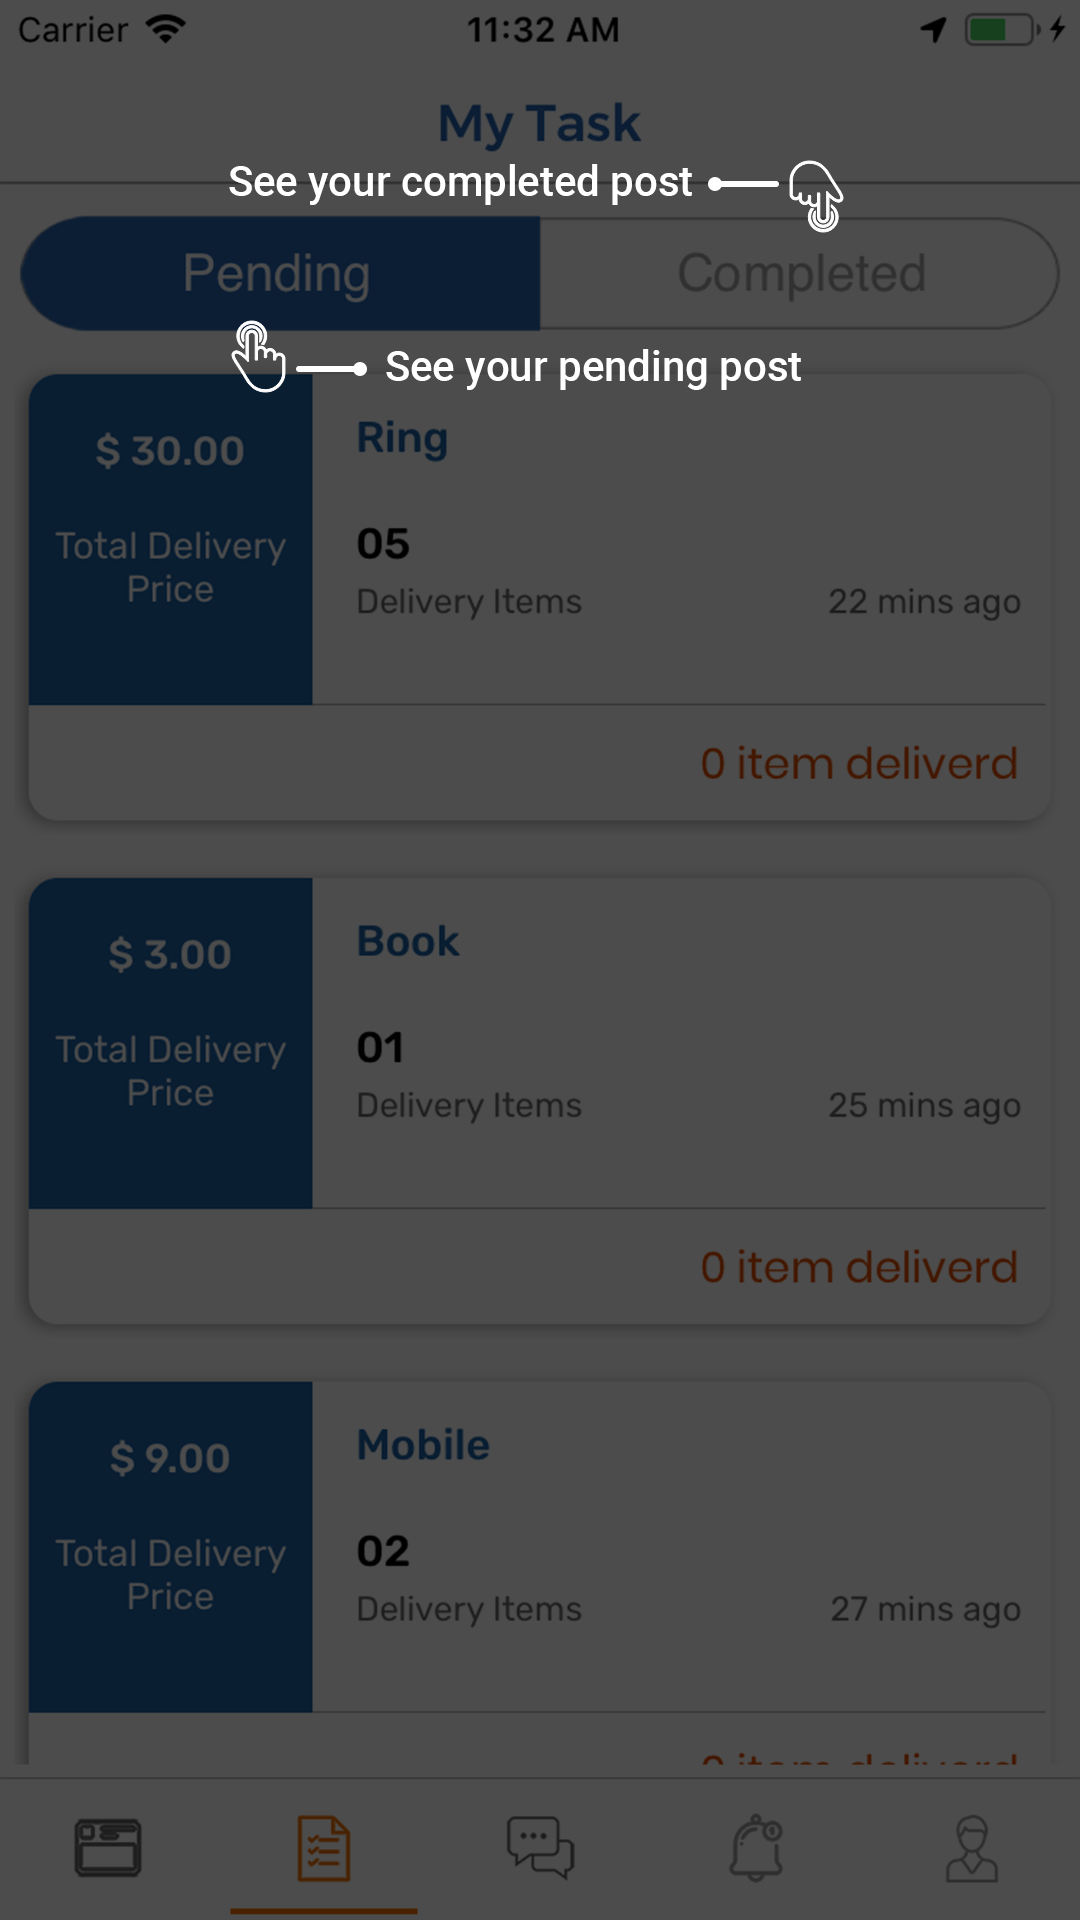 Carrier
11:32 AM
My Task
See your completed post
Pending
Completed
See your pending post
$ 30.00
Total Delivery
Price
Ring
05
Delivery Items
22 mins ago
0 item deliverd
$ 3.00
Total Delivery
Price
Book
01
Delivery Items
25 mins ago
0 item deliverd
$ 9.00
Total Delivery
Price
Mobile
02
Delivery Items
27 mins ago
0 item deliverd